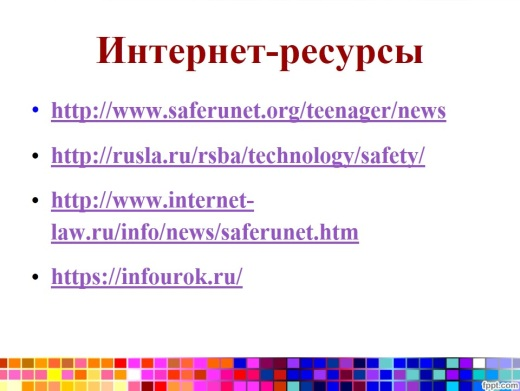 Интернет-ресурсы
• http://www.saferunet.org/teenager/news
• http://rusla.ru/rsba/technology/safety/
• http://www.internet-
law.ru/info/news/saferunet.htm
• https://infourok.ru/
fppt.com